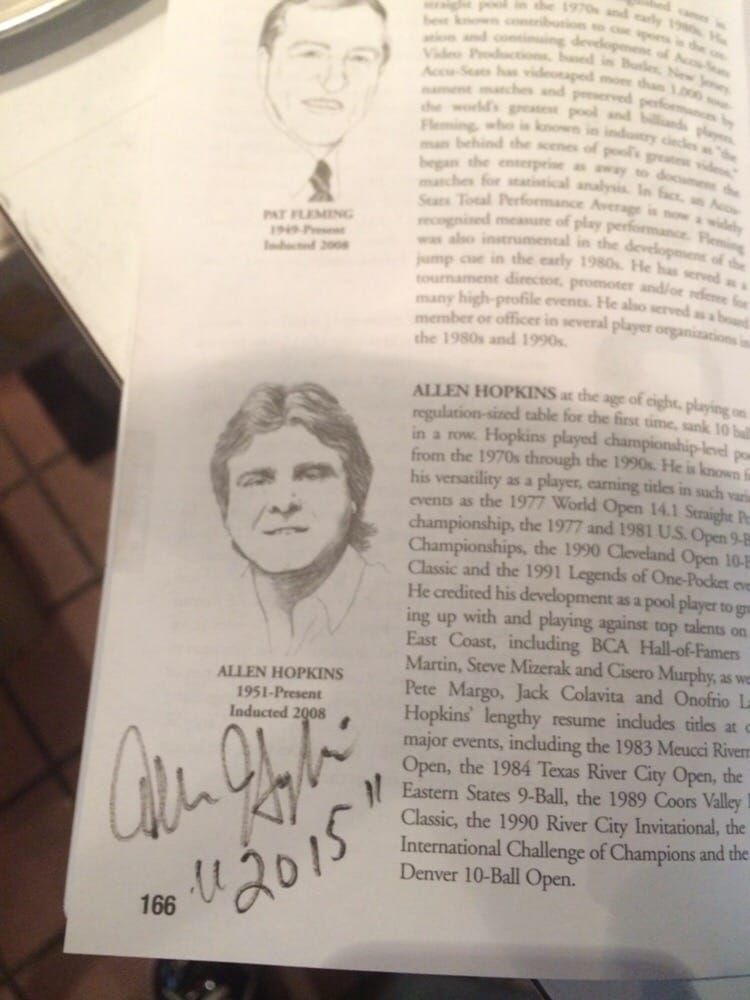 straight pool in the 1970s and early 1980s. His
best known contribution to cue sports is the cre-
ation and continuing development of Accu-Stats
Video Productions, based in Butler, New Jersey.
Accu-Stats has videotaped more than 1,000 tour-
nament matches and preserved performances by
the world's greatest pool and billiards players.
Fleming, who is known in industry circles as "the
man behind the scenes of pool's greatest videos,"
began the enterprise as away to document the
matches for statistical analysis. In fact, an Accu-
Stats Total Performance Average is now a widely
recognized measure of play performance. Fleming
was also instrumental in the development of the
jump cue in the early 1980s. He has served as a
tournament director, promoter and/or referee for
many high-profile events. He also served as a board
member or officer in several player organizations in
the 1980s and 1990s.
PAT FLEMING
1949-Present
Inducted 2008
ALLEN HOPKINS at the age of eight, playing on
regulation-sized table for the first time, sank 10
in a row. Hopkins played championship-level
from the 1970s through the 1990s. He is known
his versatility as a player, earning titles in such
events as the 1977 World Open 14.1 Straight
championship, the 1977 and 1981 U.S. Open 9-B
Championships, the 1990 Cleveland Open 10-B
Classic and the 1991 Legends of One-Pocket
He credited his development as a pool player to
ing up with and playing against top talents on
East Coast, including BCA Hall-of-Famers
Martin, Steve Mizerak and Cisero Murphy, as
Pete Margo, Jack Colavita and Onofrio
Hopkins' lengthy resume includes titles at
major events, including the 1983 Meucci
Open, the 1984 Texas River City Open, the
Eastern States 9-Ball, the 1989 Coors Valley
Classic, the 1990 River City Invitational, the
International Challenge of Champions and the
Denver 10-Ball Open.
ALLEN HOPKINS
1951-Present
Inducted 2008
Allen Hopkins
"2015"
166